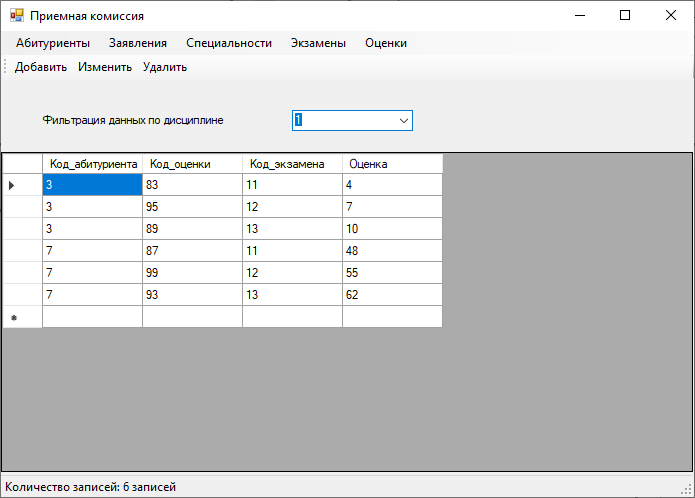 Приемная комиссия
Абитуриенты Заявления Специальности Экзамены Оценки
Добавить Изменить Удалить
Фильтрация данных по дисциплине 1
Код_абитуриента Код_оценки Код_экзамена Оценка
3 83 11 4
3 95 12 7
3 89 13 10
7 87 11 48
7 99 12 55
7 93 13 62
Количество записей: 6 записей